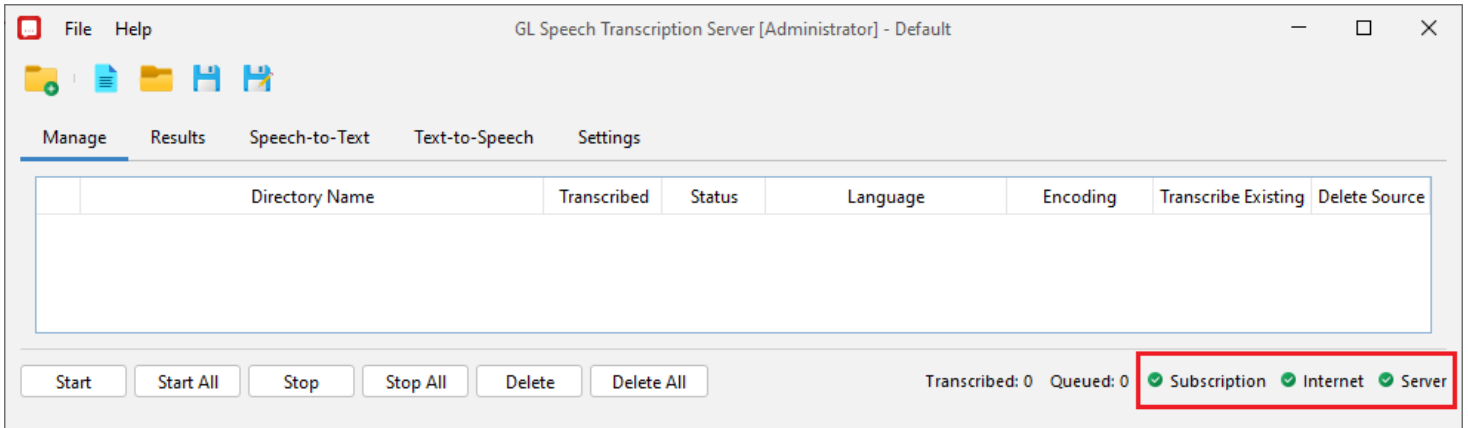 File Help GL Speech Transcription Server [Administrator] - Default
Manage Results Speech-to-Text Text-to-Speech Settings
Directory Name Transcribed Status Language Encoding Transcribe Existing Delete Source
Start Start All Stop Stop All Delete Delete All Transcribed: 0 Queued: 0 Subscription Internet Server